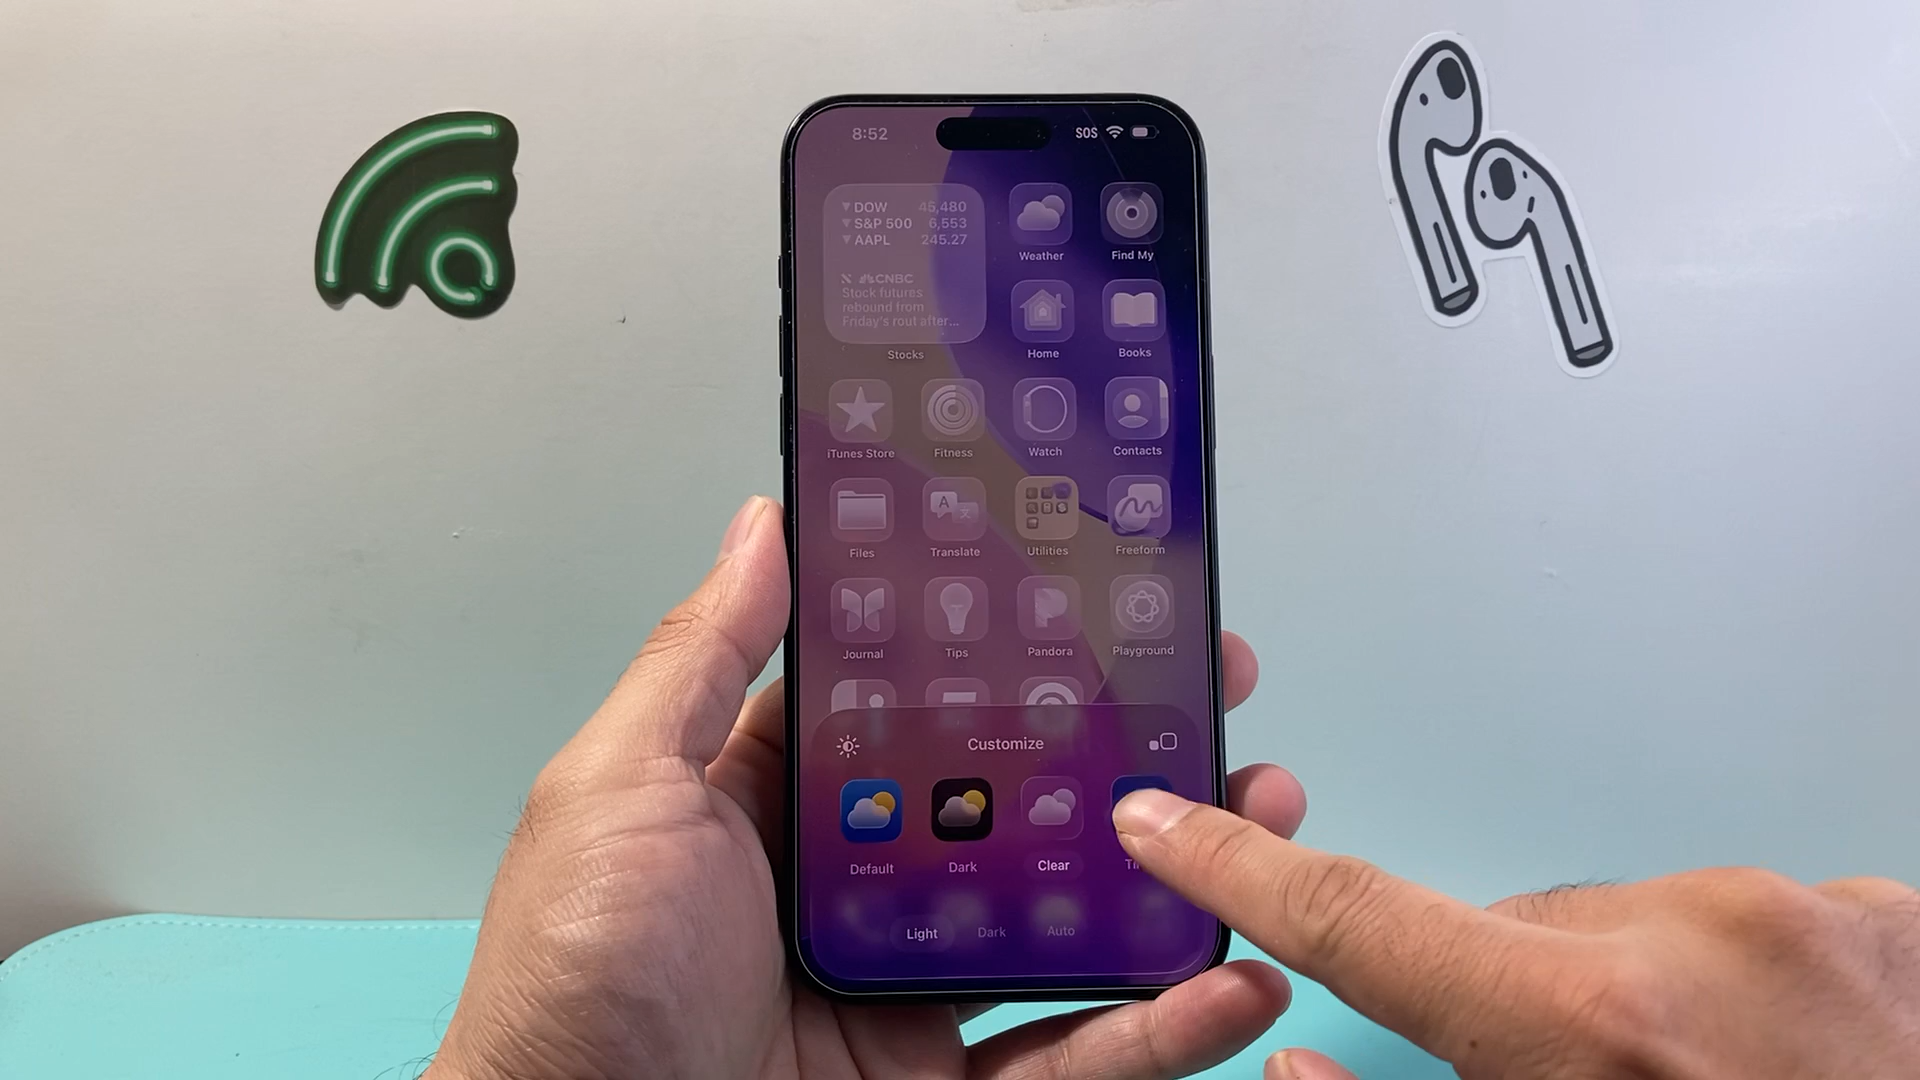 8:52
SOS
DOW 46,480
S&P 500 6,553
AAPL 245.27
CNBC
Stock futures
rebound from
Friday's rout after...
Stocks
Weather
Find My
Home
Books
iTunes Store
Fitness
Watch
Contacts
Files
Translate
Utilities
Freeform
Journal
Tips
Pandora
Playground
Customize
Default
Dark
Clear
Light
Dark
Auto